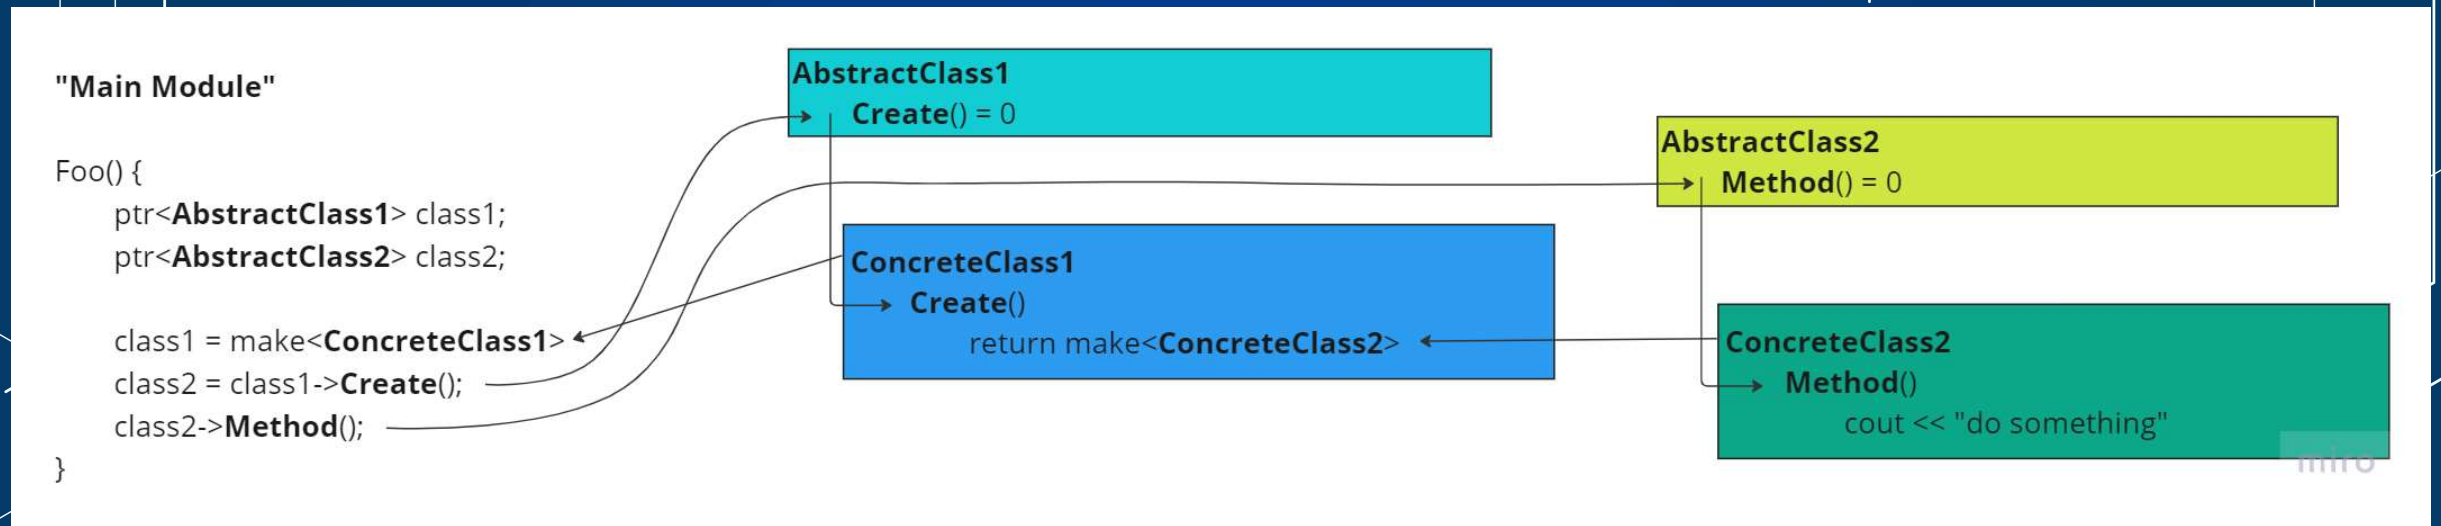 "Main Module"
Foo() {
ptr<AbstractClass1> class1;
ptr<AbstractClass2> class2;
class1 = make<ConcreteClass1>
class2 = class1->Create();
class2->Method();
}
AbstractClass1
Create() = 0
ConcreteClass1
Create()
return make<ConcreteClass2>
AbstractClass2
Method() = 0
ConcreteClass2
Method()
cout << "do something"
miro